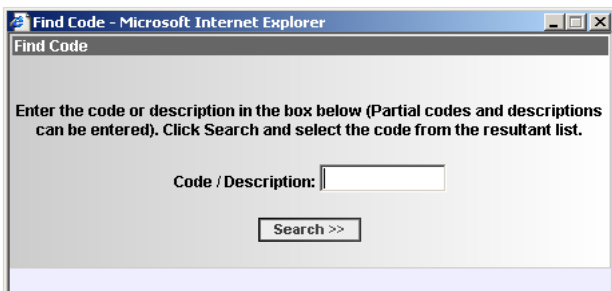 Find Code - Microsoft Internet Explorer
Find Code
Enter the code or description in the box below (Partial codes and descriptions
can be entered). Click Search and select the code from the resultant list.
Code / Description:
Search >>